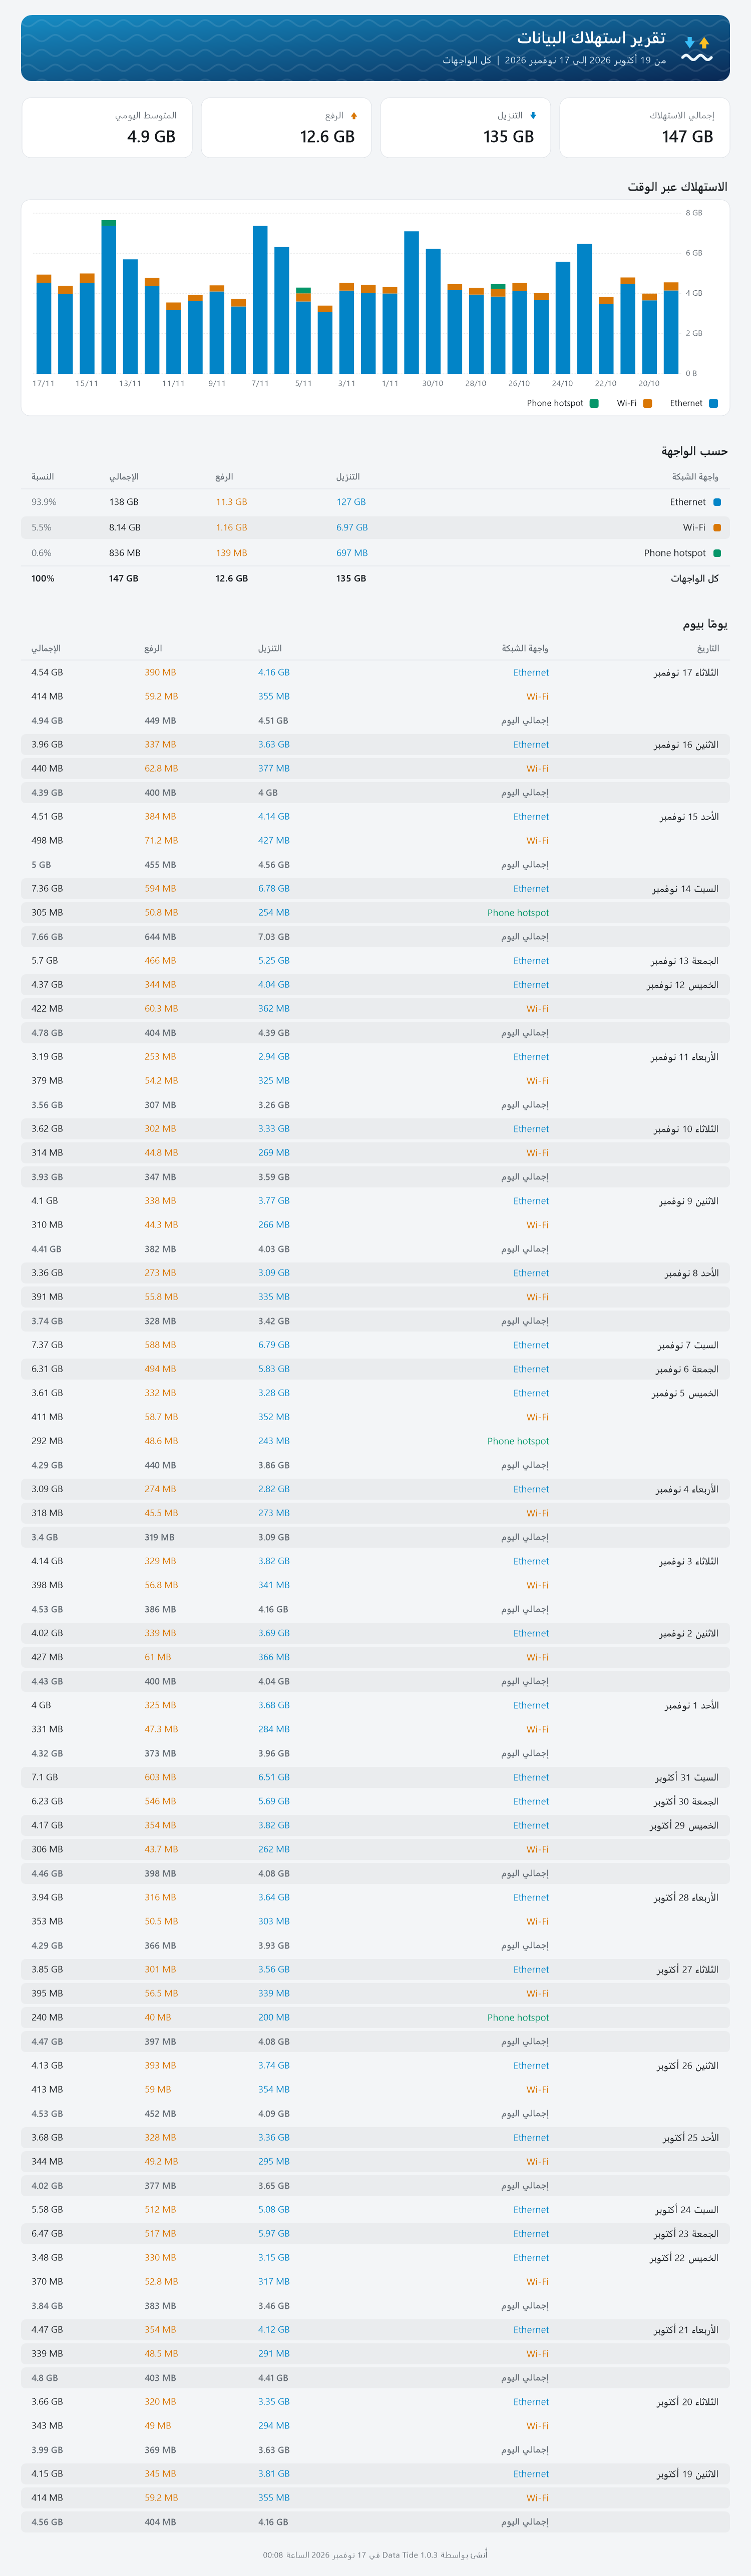 تقرير استهلاك البيانات
من 19 أكتوبر 2026 إلى 17 نوفمبر 2026 | كل الواجهات
إجمالي الاستهلاك
147 GB
التنزيل
135 GB
الرفع
12.6 GB
المتوسط اليومي
4.9 GB
الاستهلاك عبر الوقت
8 GB
6 GB
4 GB
2 GB
0 B
17/11 15/11 13/11 11/11 9/11 7/11 5/11 3/11 1/11 30/10 28/10 26/10 24/10 22/10 20/10
Ethernet Wi-Fi Phone hotspot
حسب الواجهة
واجهة الشبكة التنزيل الرفع الإجمالي النسبة
Ethernet 127 GB 11.3 GB 138 GB 93.9%
Wi-Fi 6.97 GB 1.16 GB 8.14 GB 5.5%
Phone hotspot 697 MB 139 MB 836 MB 0.6%
كل الواجهات 135 GB 12.6 GB 147 GB 100%
يومًا بيوم
التاريخ واجهة الشبكة التنزيل الرفع الإجمالي
الثلاثاء 17 نوفمبر Ethernet 4.16 GB 390 MB 4.54 GB
Wi-Fi 355 MB 59.2 MB 414 MB
إجمالي اليوم 4.51 GB 449 MB 4.94 GB
الاثنين 16 نوفمبر Ethernet 3.63 GB 337 MB 3.96 GB
Wi-Fi 377 MB 62.8 MB 440 MB
إجمالي اليوم 4 GB 400 MB 4.39 GB
الأحد 15 نوفمبر Ethernet 4.14 GB 384 MB 4.51 GB
Wi-Fi 427 MB 71.2 MB 498 MB
إجمالي اليوم 4.56 GB 455 MB 5 GB
السبت 14 نوفمبر Ethernet 6.78 GB 594 MB 7.36 GB
Phone hotspot 254 MB 50.8 MB 305 MB
إجمالي اليوم 7.03 GB 644 MB 7.66 GB
الجمعة 13 نوفمبر Ethernet 5.25 GB 466 MB 5.7 GB
الخميس 12 نوفمبر Ethernet 4.04 GB 344 MB 4.37 GB
Wi-Fi 362 MB 60.3 MB 422 MB
إجمالي اليوم 4.39 GB 404 MB 4.78 GB
الأربعاء 11 نوفمبر Ethernet 2.94 GB 253 MB 3.19 GB
Wi-Fi 325 MB 54.2 MB 379 MB
إجمالي اليوم 3.26 GB 307 MB 3.56 GB
الثلاثاء 10 نوفمبر Ethernet 3.33 GB 302 MB 3.62 GB
Wi-Fi 269 MB 44.8 MB 314 MB
إجمالي اليوم 3.59 GB 347 MB 3.93 GB
الاثنين 9 نوفمبر Ethernet 3.77 GB 338 MB 4.1 GB
Wi-Fi 266 MB 44.3 MB 310 MB
إجمالي اليوم 4.03 GB 382 MB 4.41 GB
الأحد 8 نوفمبر Ethernet 3.09 GB 273 MB 3.36 GB
Wi-Fi 335 MB 55.8 MB 391 MB
إجمالي اليوم 3.42 GB 328 MB 3.74 GB
السبت 7 نوفمبر Ethernet 6.79 GB 588 MB 7.37 GB
الجمعة 6 نوفمبر Ethernet 5.83 GB 494 MB 6.31 GB
الخميس 5 نوفمبر Ethernet 3.28 GB 332 MB 3.61 GB
Wi-Fi 352 MB 58.7 MB 411 MB
Phone hotspot 243 MB 48.6 MB 292 MB
إجمالي اليوم 3.86 GB 440 MB 4.29 GB
الأربعاء 4 نوفمبر Ethernet 2.82 GB 274 MB 3.09 GB
Wi-Fi 273 MB 45.5 MB 318 MB
إجمالي اليوم 3.09 GB 319 MB 3.4 GB
الثلاثاء 3 نوفمبر Ethernet 3.82 GB 329 MB 4.14 GB
Wi-Fi 341 MB 56.8 MB 398 MB
إجمالي اليوم 4.16 GB 386 MB 4.53 GB
الاثنين 2 نوفمبر Ethernet 3.69 GB 339 MB 4.02 GB
Wi-Fi 366 MB 61 MB 427 MB
إجمالي اليوم 4.04 GB 400 MB 4.43 GB
الأحد 1 نوفمبر Ethernet 3.68 GB 325 MB 4 GB
Wi-Fi 284 MB 47.3 MB 331 MB
إجمالي اليوم 3.96 GB 373 MB 4.32 GB
السبت 31 أكتوبر Ethernet 6.51 GB 603 MB 7.1 GB
الجمعة 30 أكتوبر Ethernet 5.69 GB 546 MB 6.23 GB
الخميس 29 أكتوبر Ethernet 3.82 GB 354 MB 4.17 GB
Wi-Fi 262 MB 43.7 MB 306 MB
إجمالي اليوم 4.08 GB 398 MB 4.46 GB
الأربعاء 28 أكتوبر Ethernet 3.64 GB 316 MB 3.94 GB
Wi-Fi 303 MB 50.5 MB 353 MB
إجمالي اليوم 3.93 GB 366 MB 4.29 GB
الثلاثاء 27 أكتوبر Ethernet 3.56 GB 301 MB 3.85 GB
Wi-Fi 339 MB 56.5 MB 395 MB
Phone hotspot 200 MB 40 MB 240 MB
إجمالي اليوم 4.08 GB 397 MB 4.47 GB
الاثنين 26 أكتوبر Ethernet 3.74 GB 393 MB 4.13 GB
Wi-Fi 354 MB 59 MB 413 MB
إجمالي اليوم 4.09 GB 452 MB 4.53 GB
الأحد 25 أكتوبر Ethernet 3.36 GB 328 MB 3.68 GB
Wi-Fi 295 MB 49.2 MB 344 MB
إجمالي اليوم 3.65 GB 377 MB 4.02 GB
السبت 24 أكتوبر Ethernet 5.08 GB 512 MB 5.58 GB
الجمعة 23 أكتوبر Ethernet 5.97 GB 517 MB 6.47 GB
الخميس 22 أكتوبر Ethernet 3.15 GB 330 MB 3.48 GB
Wi-Fi 317 MB 52.8 MB 370 MB
إجمالي اليوم 3.46 GB 383 MB 3.84 GB
الأربعاء 21 أكتوبر Ethernet 4.12 GB 354 MB 4.47 GB
Wi-Fi 291 MB 48.5 MB 339 MB
إجمالي اليوم 4.41 GB 403 MB 4.8 GB
الثلاثاء 20 أكتوبر Ethernet 3.35 GB 320 MB 3.66 GB
Wi-Fi 294 MB 49 MB 343 MB
إجمالي اليوم 3.63 GB 369 MB 3.99 GB
الاثنين 19 أكتوبر Ethernet 3.81 GB 345 MB 4.15 GB
Wi-Fi 355 MB 59.2 MB 414 MB
إجمالي اليوم 4.16 GB 404 MB 4.56 GB
أُنشئ بواسطة Data Tide 1.0.3 في 17 نوفمبر 2026 الساعة 00:08